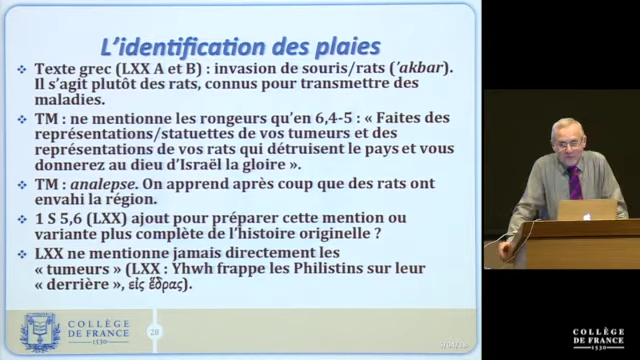 L'identification des plaies
Texte grec (LXX A et B) : invasion de souris/rats ('akbar).
Il s'agit plutôt des rats, connus pour transmettre des
maladies.
TM : ne mentionne les rongeurs qu'en 6,4-5 : « Faites des
représentations/statuettes de vos tumeurs et des
représentations de vos rats qui détruisent le pays et vous
donnerez au dieu d'Israël la gloire ».
TM : analepse. On apprend après coup que des rats ont
envahi la région.
1 S 5,6 (LXX) ajout pour préparer cette mention ou
variante plus complète de l'histoire originelle ?
LXX ne mentionne jamais directement les
« tumeurs » (LXX : Yhwh frappe les Philistins sur leur
« derrière », εἰς ἕδρας).
COLLÈGE
DE FRANCE
1530
28
COLLÈGE
DE FRANCE
1530